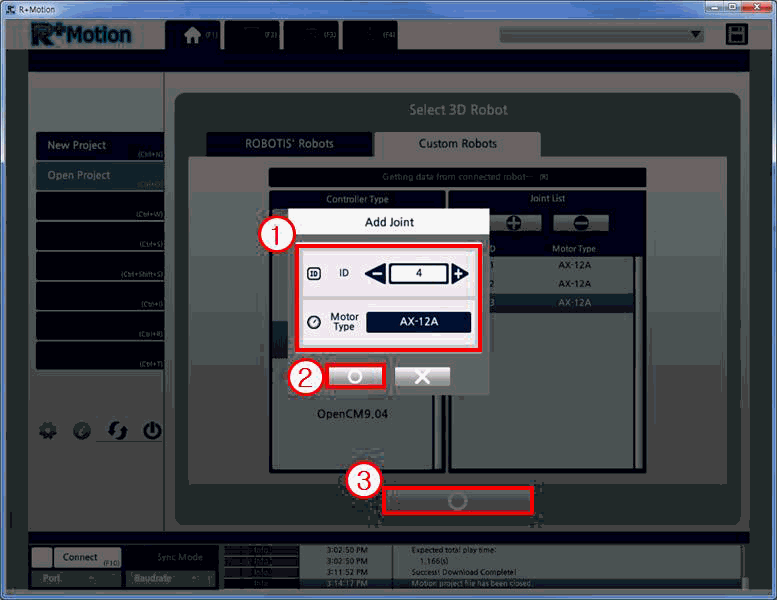 R+Motion
R+Motion
(F1)
(F2)
(F3)
(F4)
Select 3D Robot
New Project
(Ctrl+N)
ROBOTIS' Robots
Custom Robots
Open Project
(Ctrl+O)
Getting data from connected robot··· [R]
Controller Type
Joint List
(Ctrl+W)
Add Joint
1
(Ctrl+S)
D
Motor Type
1
AX-12A
ID
ID
4
(Ctrl+Shift+S)
2
AX-12A
3
AX-12A
(Ctrl+I)
Motor
Type
AX-12A
(Ctrl+R)
(Ctrl+T)
2
OpenCM9.04
3
Connect
(F10)
Sync Mode
Port
Baudrate
Info.
3:02:50 PM
Expected total play time:
Info.
3:02:50 PM
1.166(s)
Info.
3:11:52 PM
Success! Download Complete!
Info.
3:14:17 PM
Motion project file has been closed.